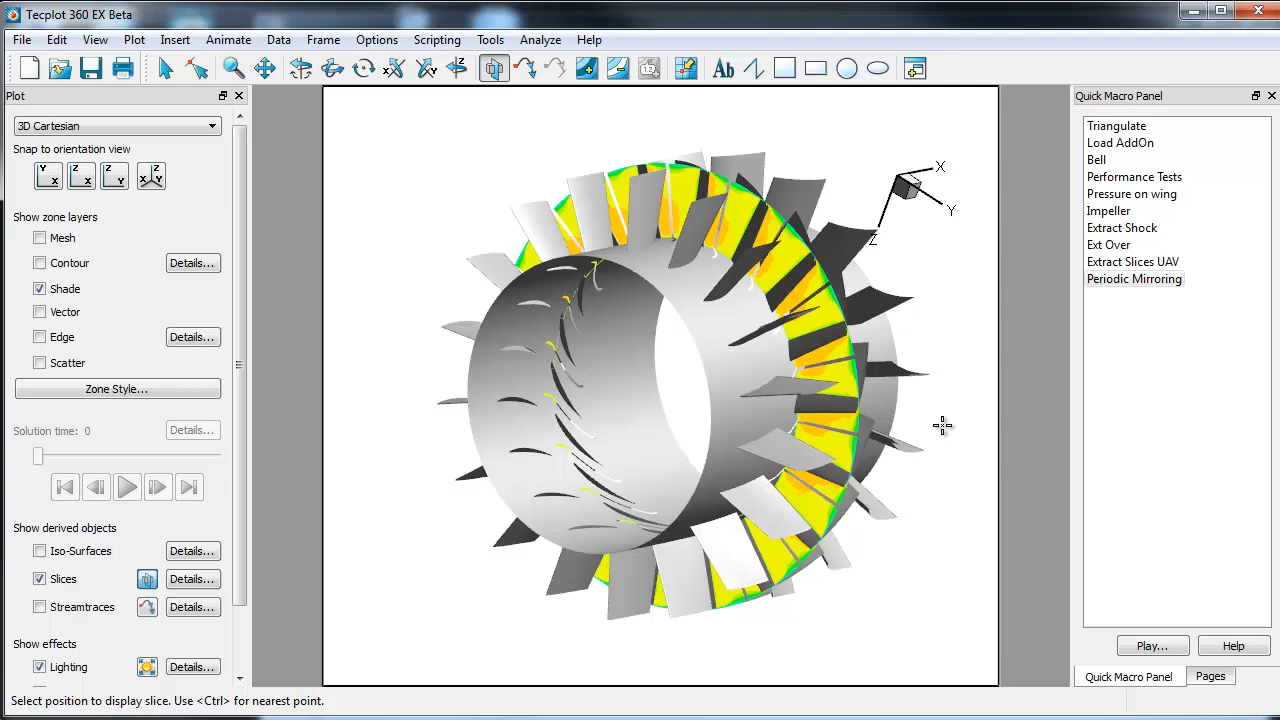 Tecplot 360 EX Beta
File Edit View Plot Insert Animate Data Frame Options Scripting Tools Analyze Help
Ab
1.2
Plot
3D Cartesian
Snap to orientation view
Y X Z X Z Y Z X Y
Show zone layers
Mesh
Contour Details...
Shade
Vector
Edge Details...
Scatter
Zone Style...
Solution time: 0 Details...
Show derived objects
Iso-Surfaces Details...
Slices Details...
Streamtraces Details...
Show effects
Lighting Details...
X
Y
Z
Quick Macro Panel
Triangulate
Load AddOn
Bell
Performance Tests
Pressure on wing
Impeller
Extract Shock
Ext Over
Extract Slices UAV
Periodic Mirroring
Play... Help
Quick Macro Panel Pages
Select position to display slice. Use <Ctrl> for nearest point.